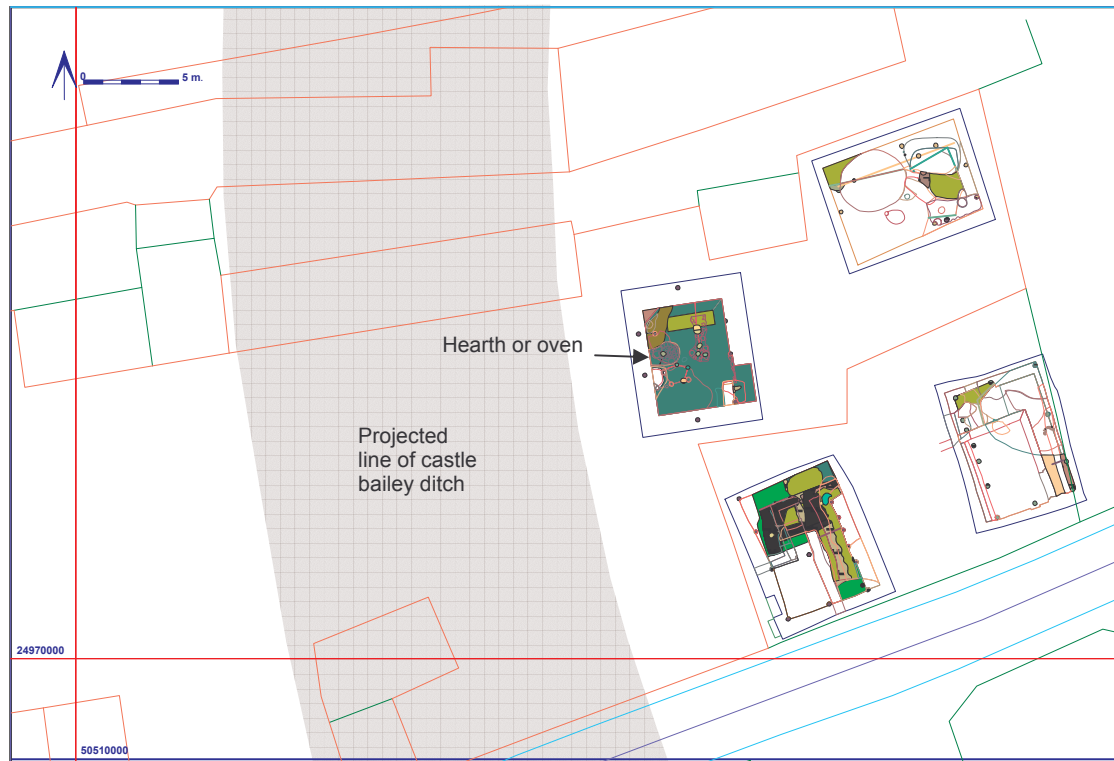 0
5 m.
Hearth or oven
Projected
line of castle
bailey ditch
24970000
50510000